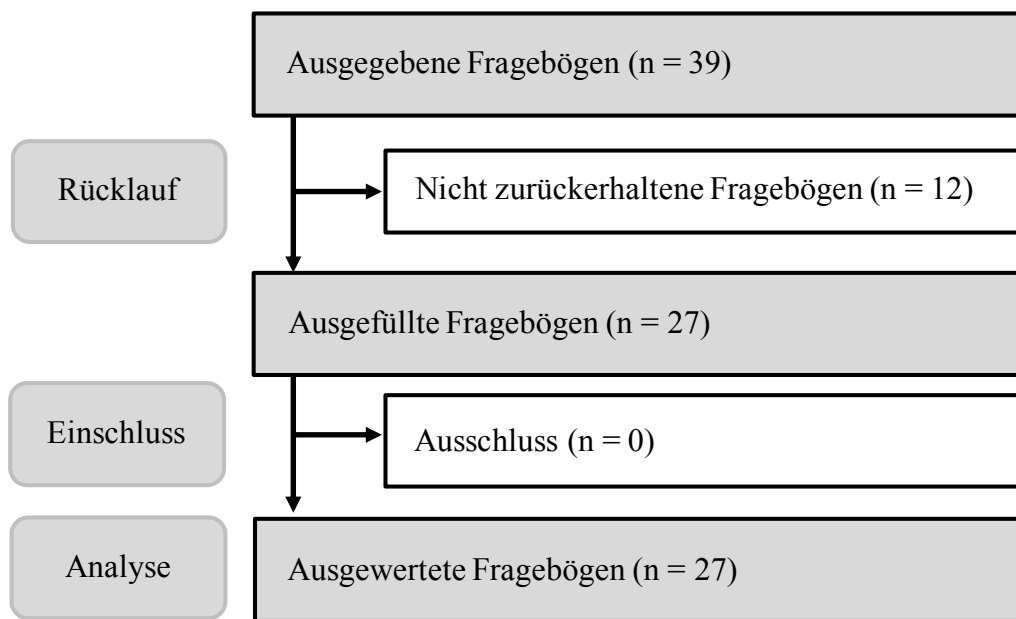 Ausgegebene Fragebögen (n = 39)
Rücklauf
Nicht zurückerhaltene Fragebögen (n = 12)
Ausgefüllte Fragebögen (n = 27)
Einschluss
Ausschluss (n = 0)
Analyse
Ausgewertete Fragebögen (n = 27)